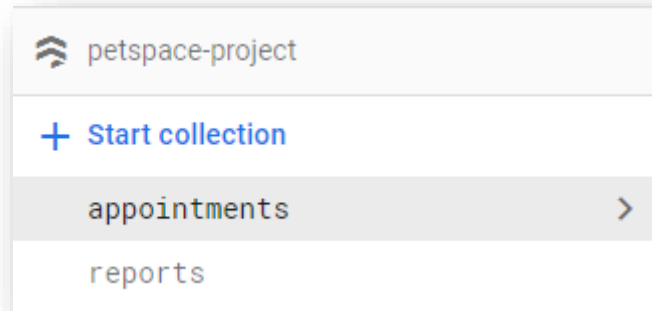 petspace-project
Start collection
appointments
reports